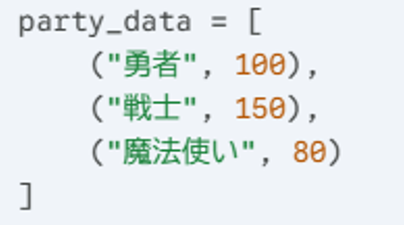 party_data = [
    ("勇者", 100),
    ("戦士", 150),
    ("魔法使い", 80)
]